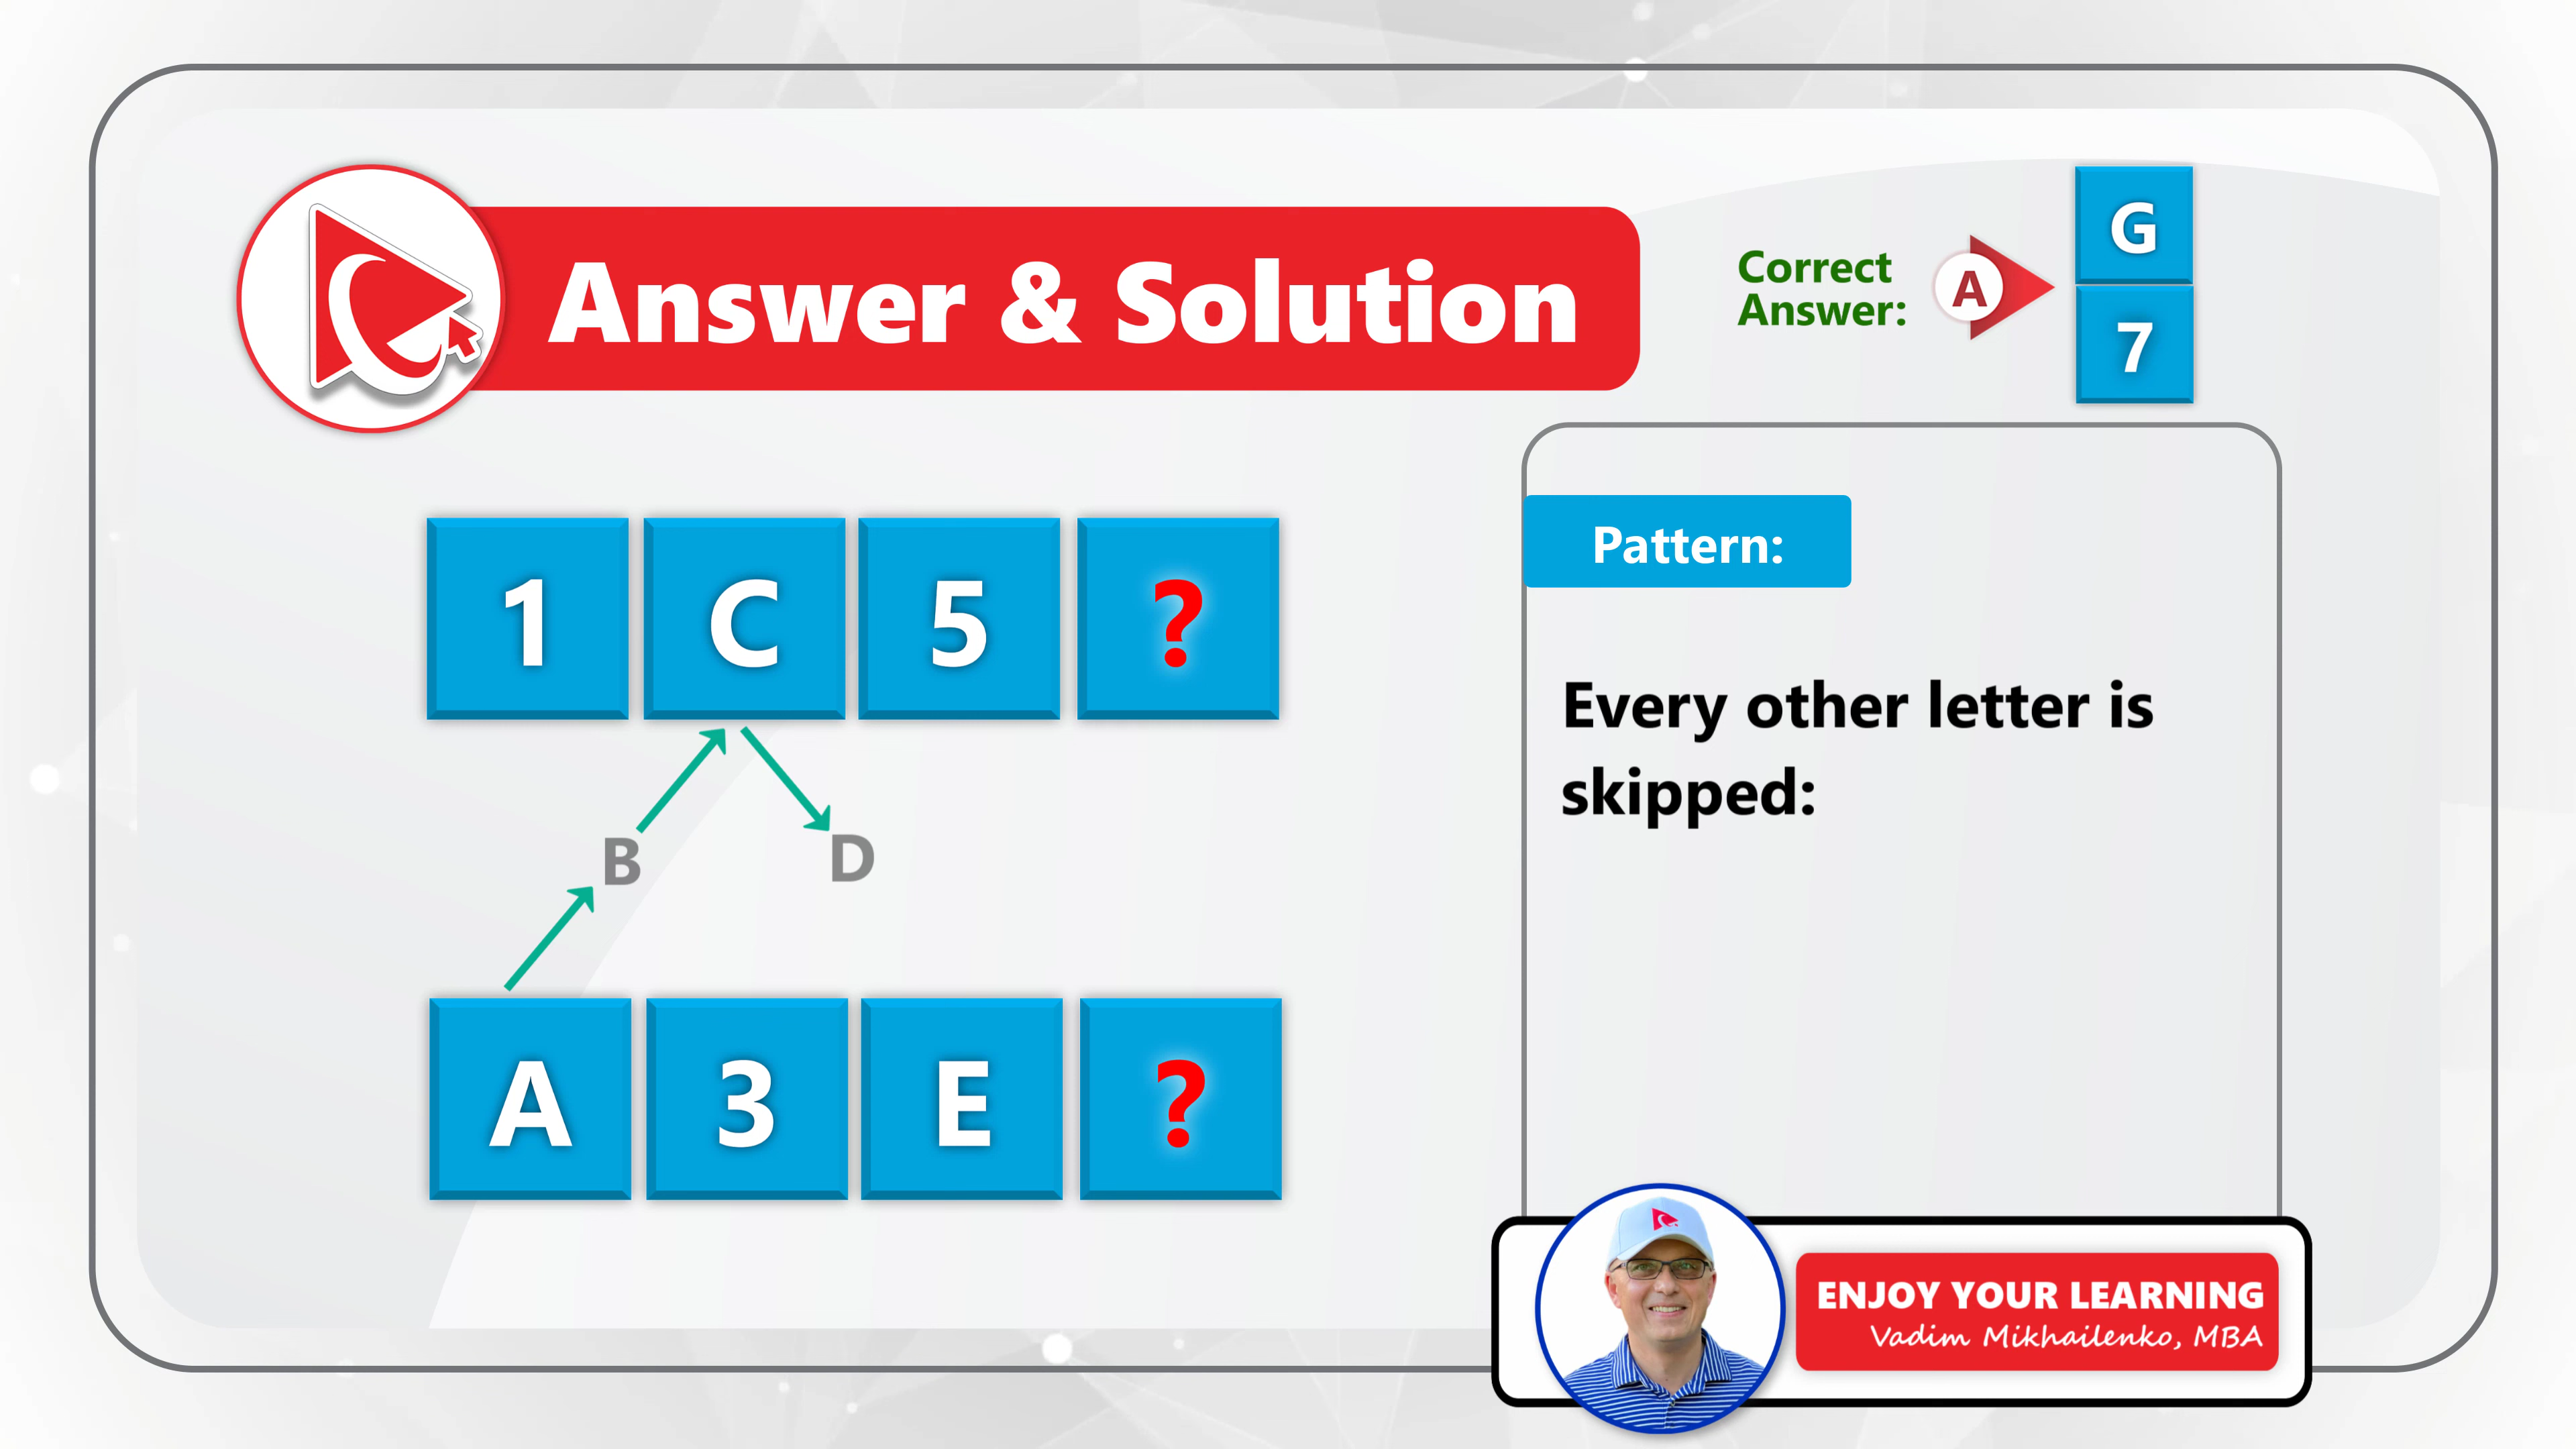 Answer & Solution
Correct
Answer:
A
G
7
1 C 5 ?
B D
A 3 E ?
Pattern:
Every other letter is
skipped:
ENJOY YOUR LEARNING
Vadim Mikhailenko, MBA